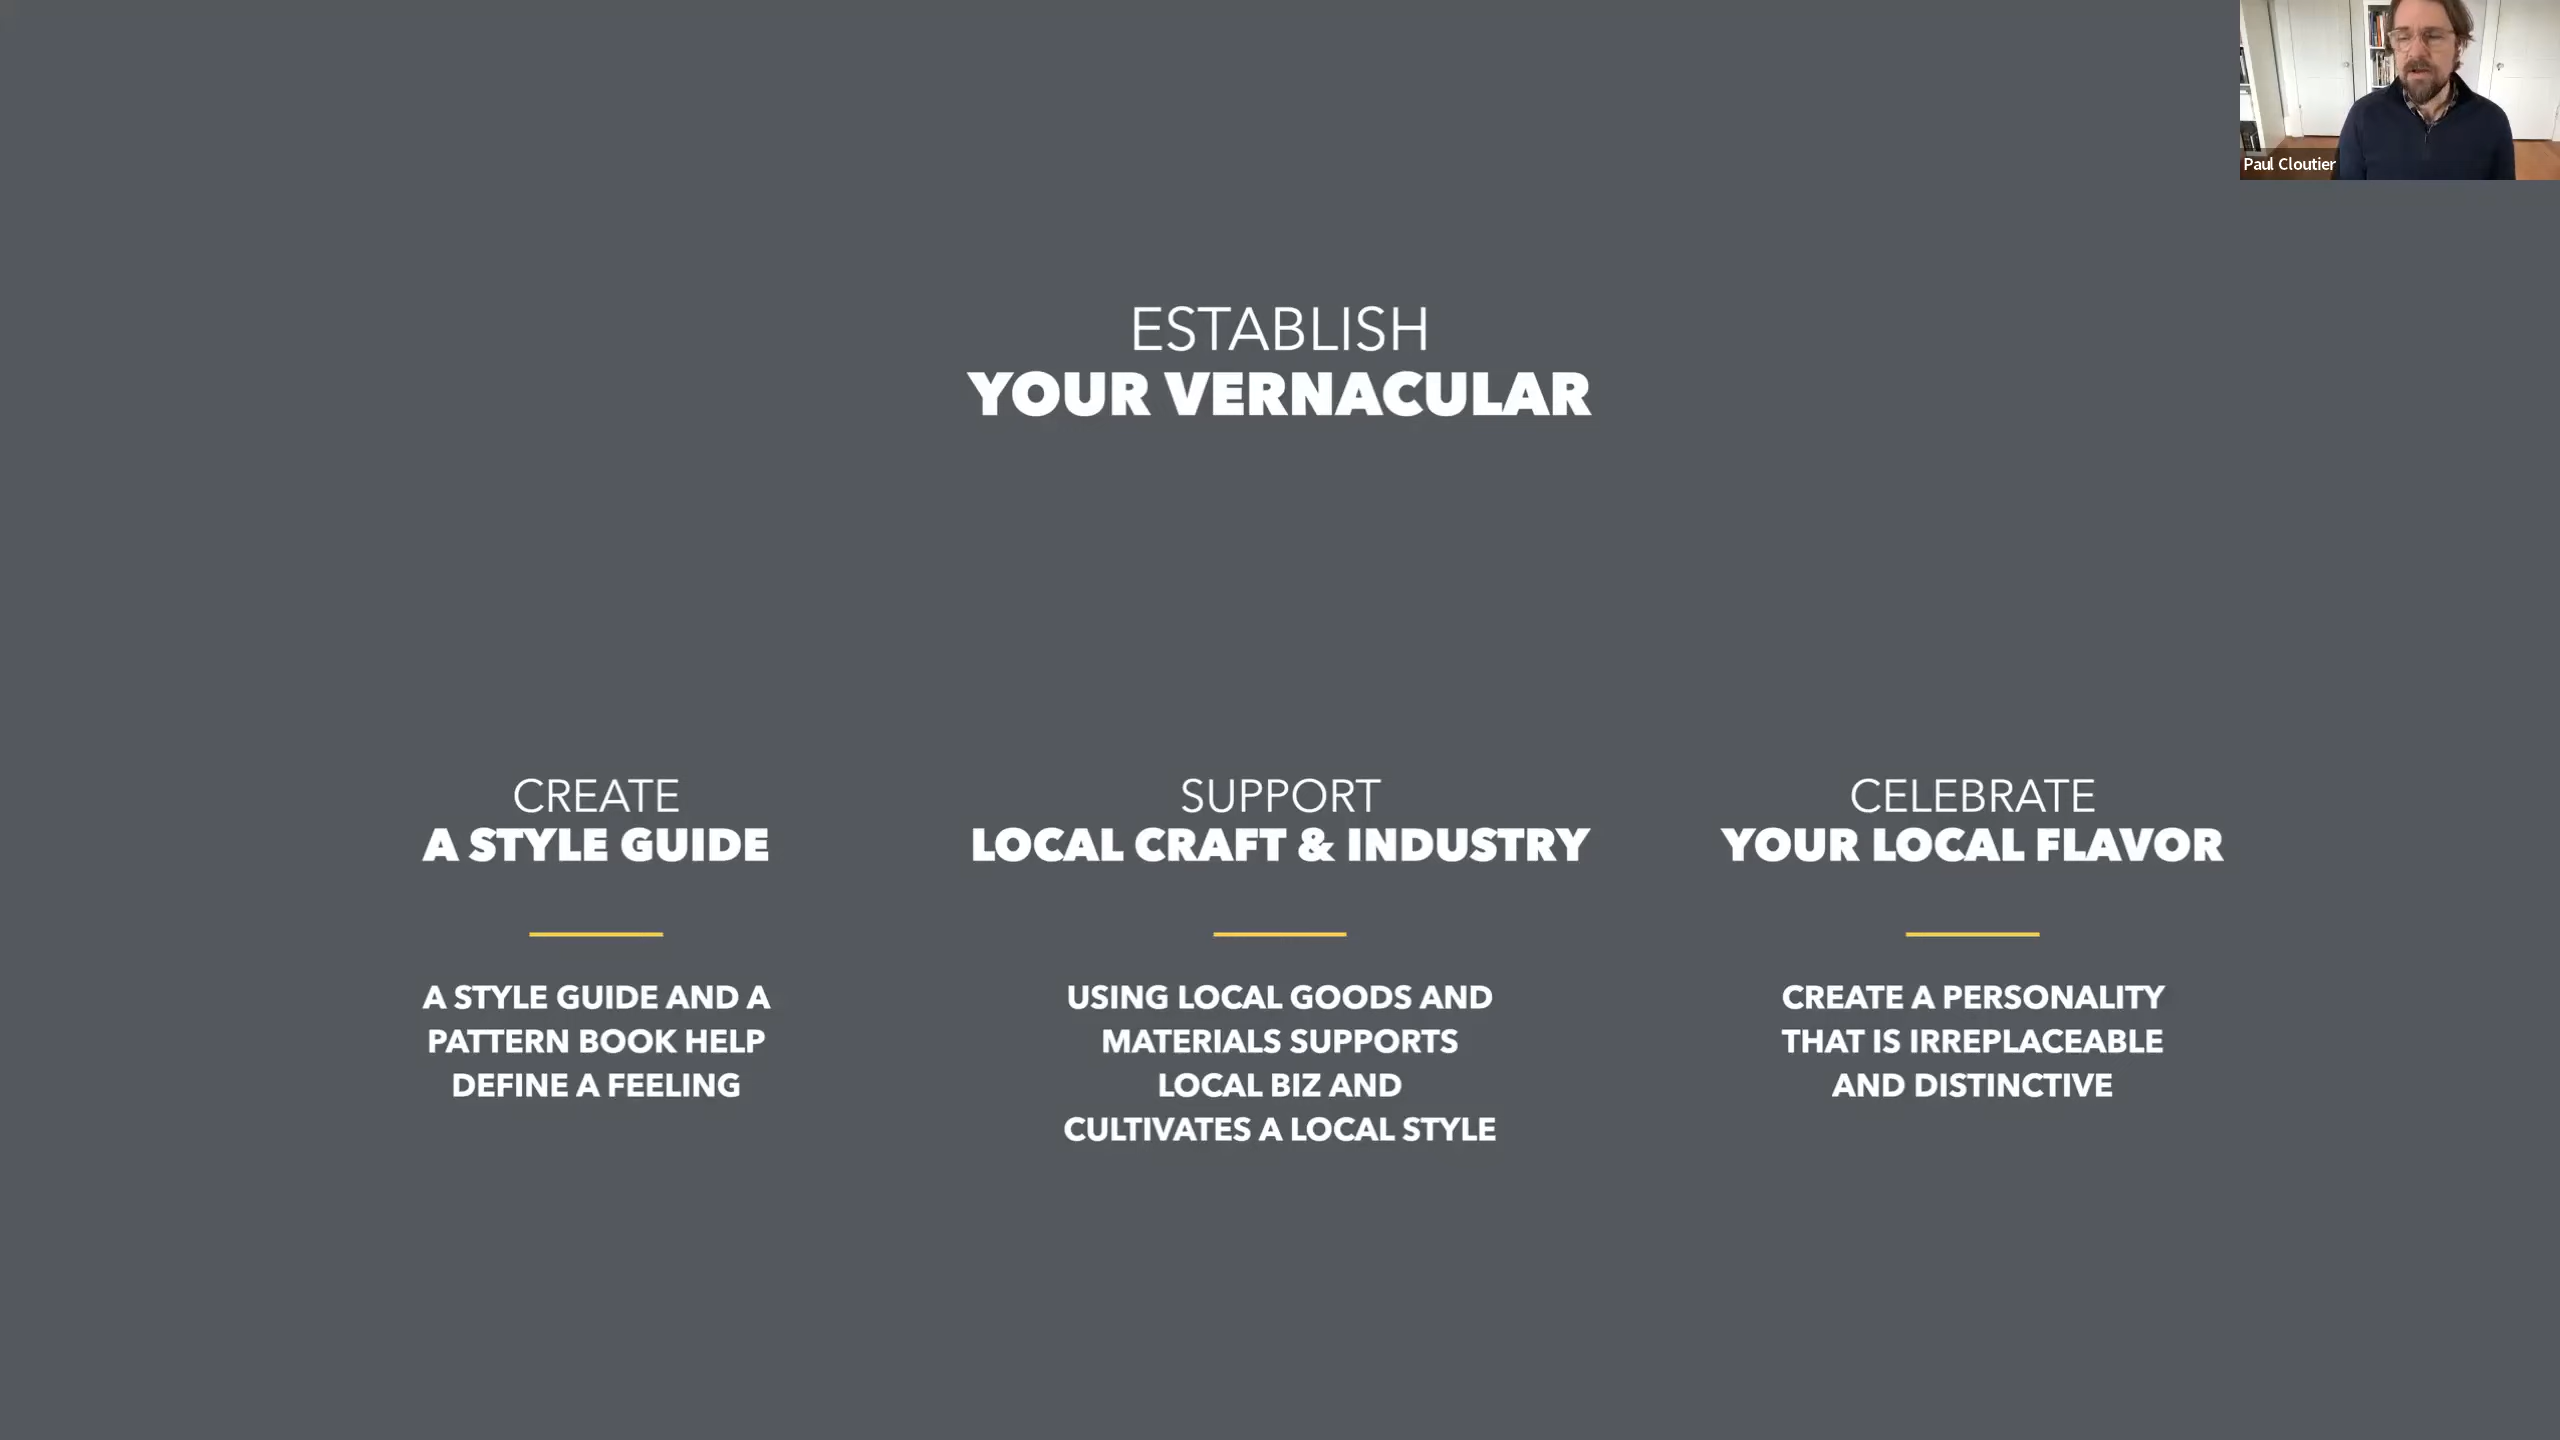 Paul Cloutier
ESTABLISH
YOUR VERNACULAR
CREATE
A STYLE GUIDE
A STYLE GUIDE AND A
PATTERN BOOK HELP
DEFINE A FEELING
SUPPORT
LOCAL CRAFT & INDUSTRY
USING LOCAL GOODS AND
MATERIALS SUPPORTS
LOCAL BIZ AND
CULTIVATES A LOCAL STYLE
CELEBRATE
YOUR LOCAL FLAVOR
CREATE A PERSONALITY
THAT IS IRREPLACEABLE
AND DISTINCTIVE